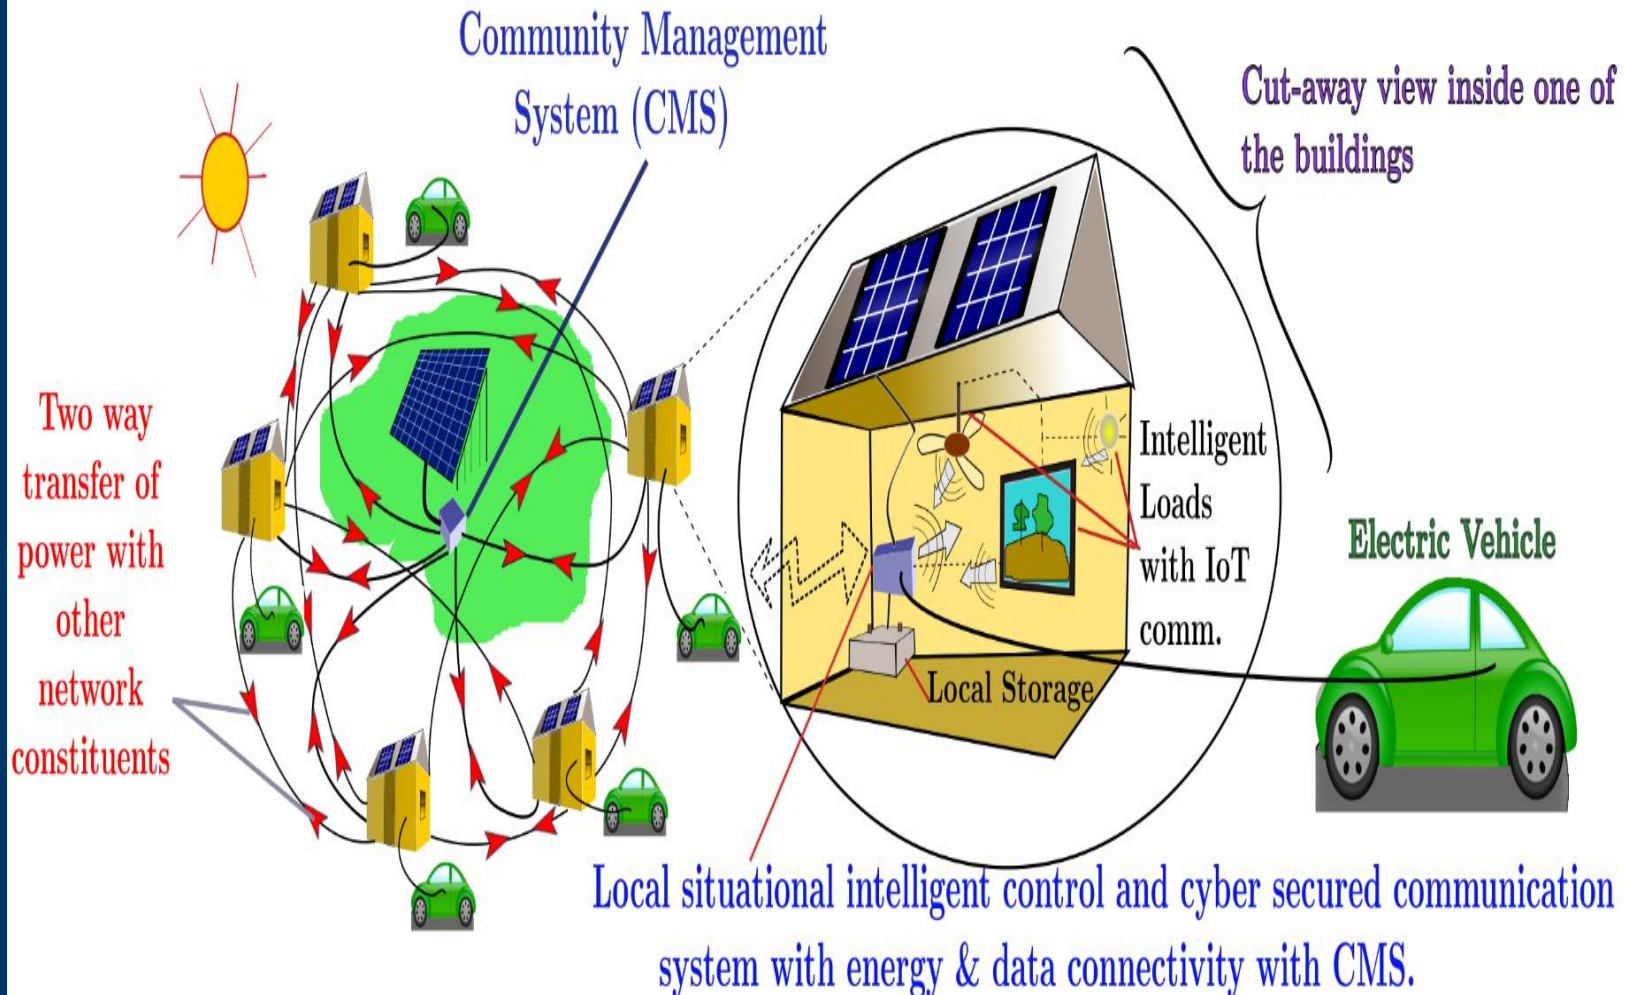 Community Management
System (CMS)
Cut-away view inside one of
the buildings
Two way
transfer of
power with
other
network
constituents
Intelligent
Loads
with IoT
comm.
Electric Vehicle
Local Storage
Local situational intelligent control and cyber secured communication
system with energy & data connectivity with CMS.